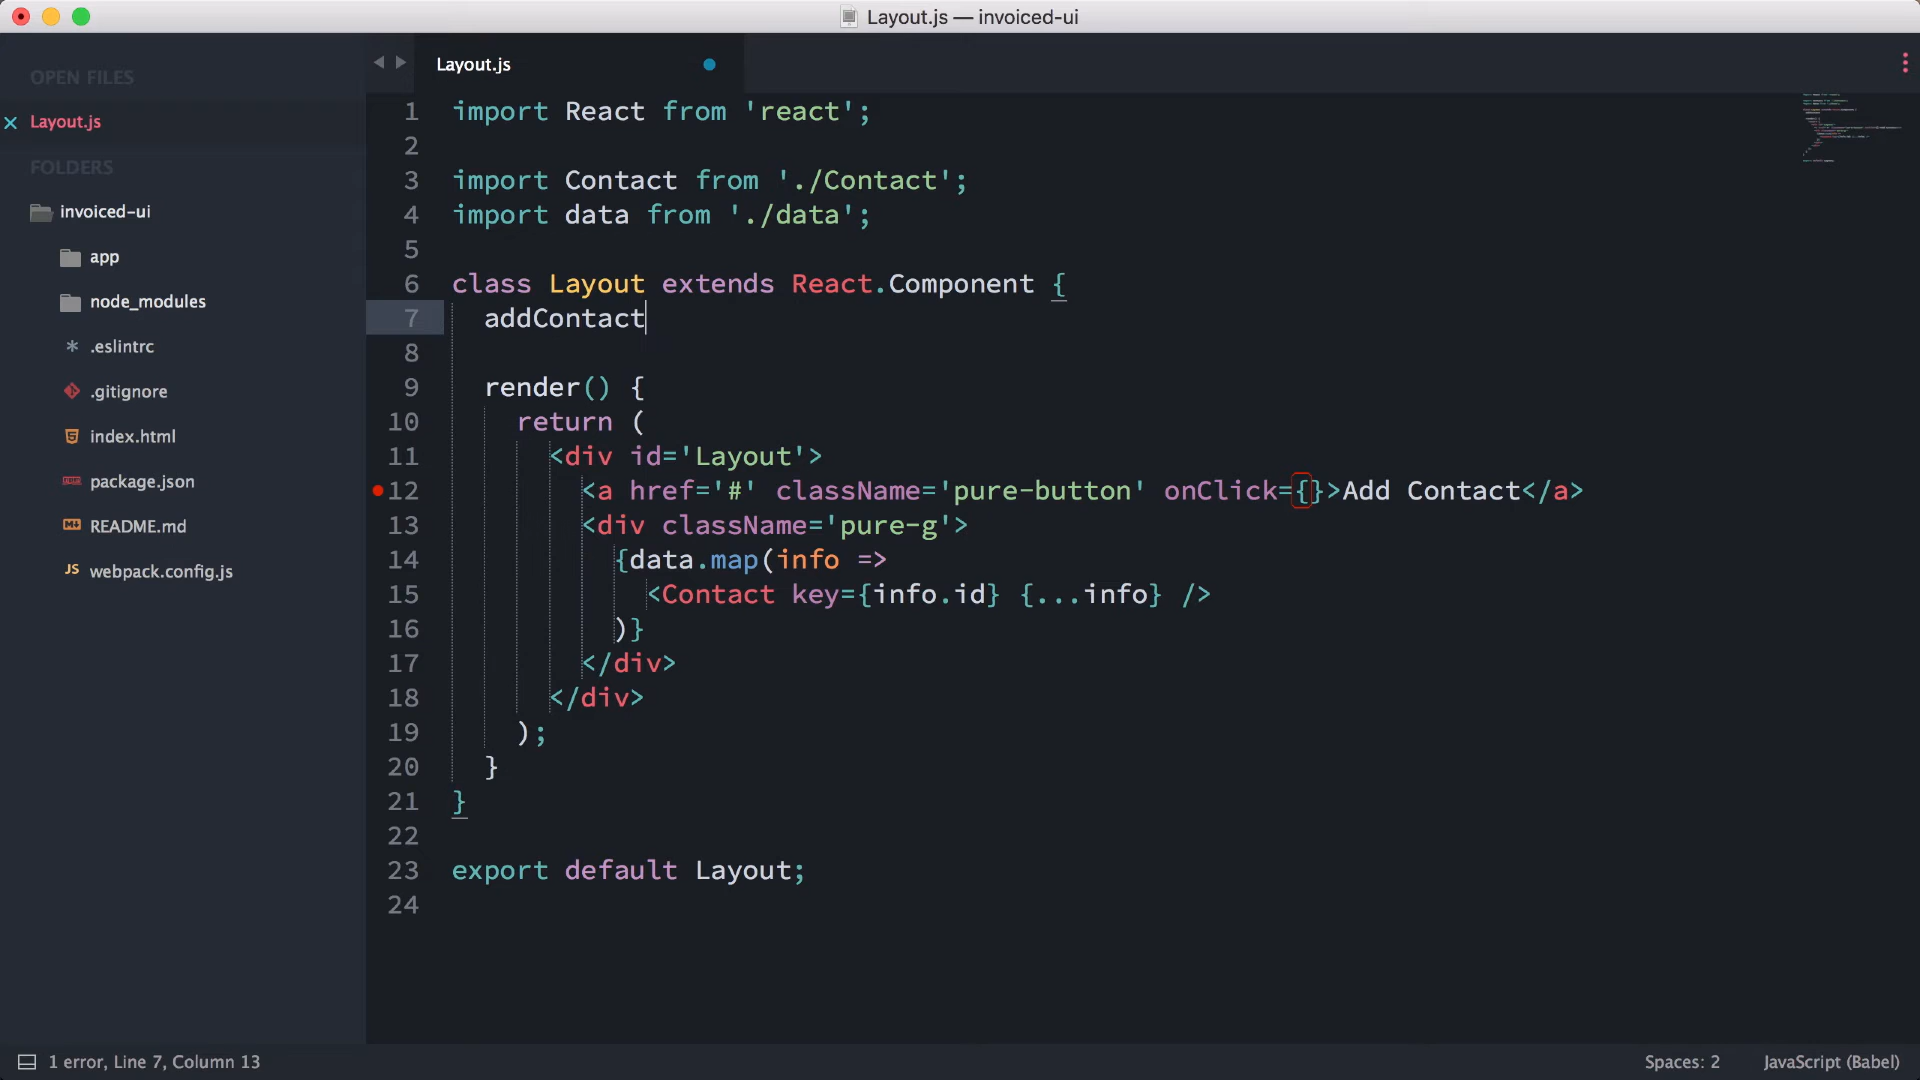 Layout.js — invoiced-ui
OPEN FILES
Layout.js
FOLDERS
invoiced-ui
app
node_modules
.eslintrc
.gitignore
index.html
package.json
README.md
JS webpack.config.js
Layout.js
1 import React from 'react';
2
3 import Contact from './Contact';
4 import data from './data';
5
6 class Layout extends React.Component {
7   addContact
8
9   render() {
10     return (
11       <div id='Layout'>
12         <a href='#' className='pure-button' onClick={}>Add Contact</a>
13         <div className='pure-g'>
14           {data.map(info =>
15             <Contact key={info.id} {...info} />
16           )}
17         </div>
18       </div>
19     );
20   }
21 }
22
23 export default Layout;
24
1 error, Line 7, Column 13
Spaces: 2
JavaScript (Babel)